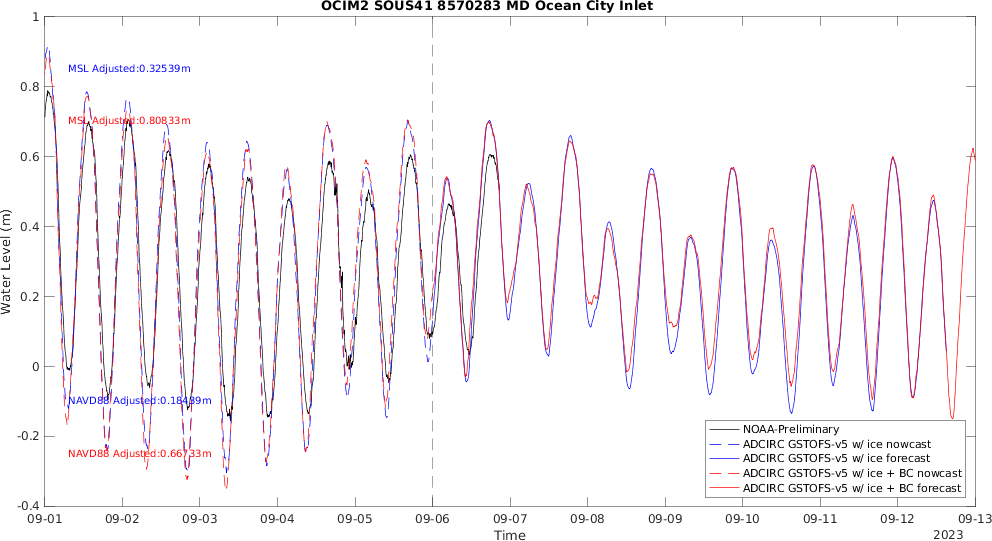 OCIM2 SOUS41 8570283 MD Ocean City Inlet
Water Level (m)
1
0.8
0.6
0.4
0.2
0
-0.2
-0.4
MSL Adjusted:0.32539m
MSL Adjusted:0.80833m
NAVD88 Adjusted:0.18439m
NAVD88 Adjusted:0.66733m
NOAA-Preliminary
ADCIRC GSTOFS-v5 w/ ice nowcast
ADCIRC GSTOFS-v5 w/ ice forecast
ADCIRC GSTOFS-v5 w/ ice + BC nowcast
ADCIRC GSTOFS-v5 w/ ice + BC forecast
09-01 09-02 09-03 09-04 09-05 09-06 09-07 09-08 09-09 09-10 09-11 09-12 09-13
Time
2023